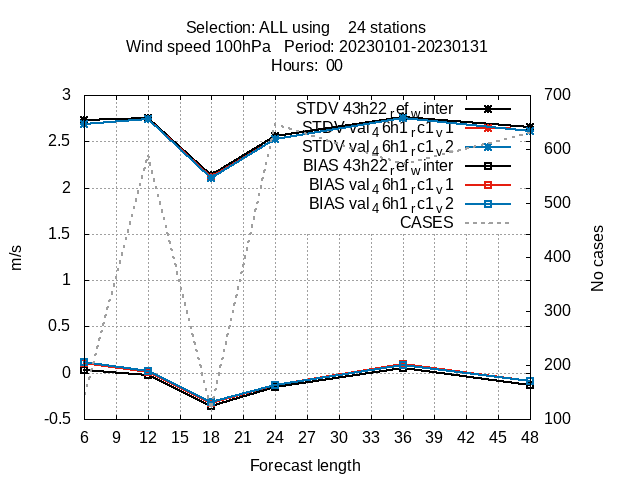 Selection: ALL using 24 stations
Wind speed 100hPa Period: 20230101-20230131
Hours: 00
STDV 43h22_ref_winter
STDV val_46h1_rc1_v1
STDV val_46h1_rc1_v2
BIAS 43h22_ref_winter
BIAS val_46h1_rc1_v1
BIAS val_46h1_rc1_v2
CASES
3
2.5
2
1.5
1
0.5
0
-0.5
m/s
700
600
500
400
300
200
100
No cases
6 9 12 15 18 21 24 27 30 33 36 39 42 45 48
Forecast length